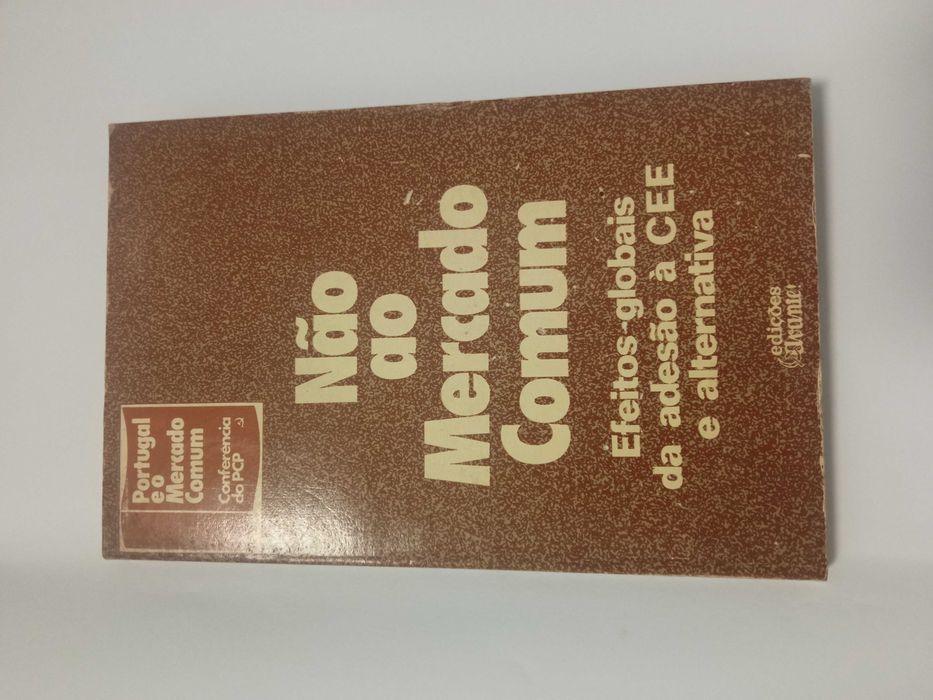 Portugal
e o
Mercado
Comum
Conferência
do PCP
Não
ao
Mercado
Comum
Efeitos globais
da adesão à CEE
e alternativa
edições
Avante!